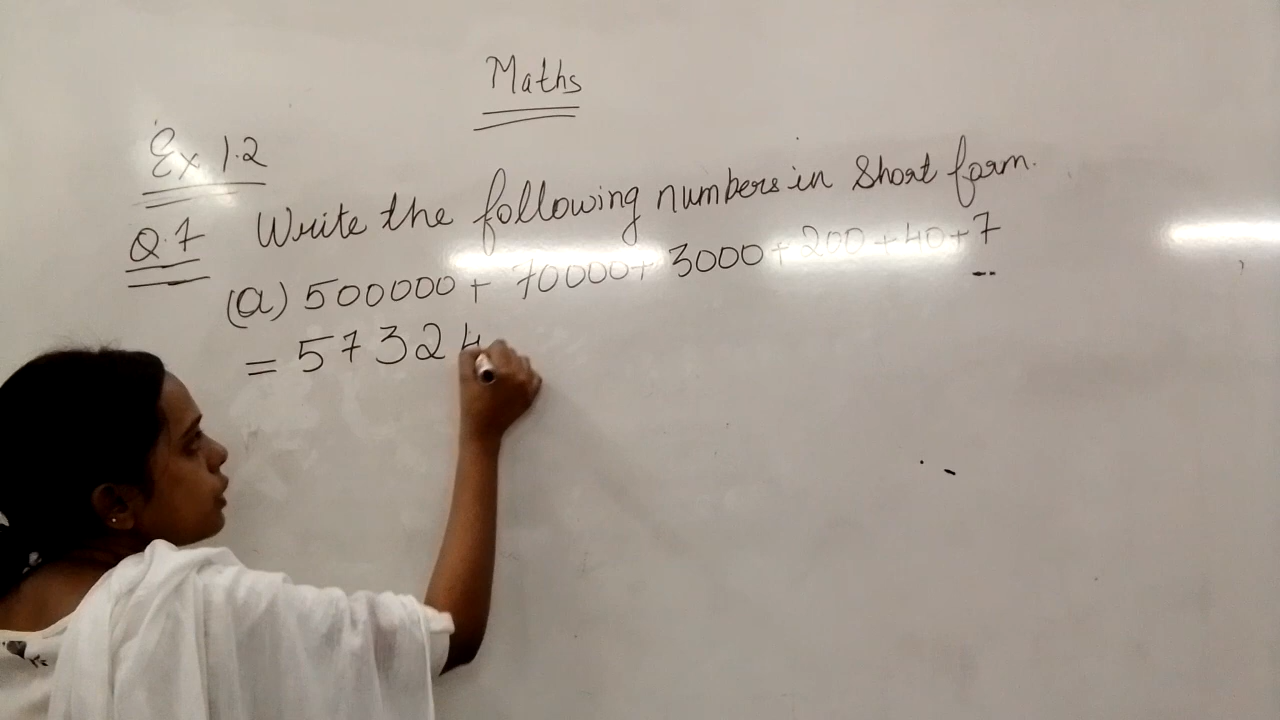 Maths
Ex 1.2
Q.7 Write the following numbers in Short form.
(a) 500000 + 70000 + 3000 + 200 + 40 + 7
= 57324